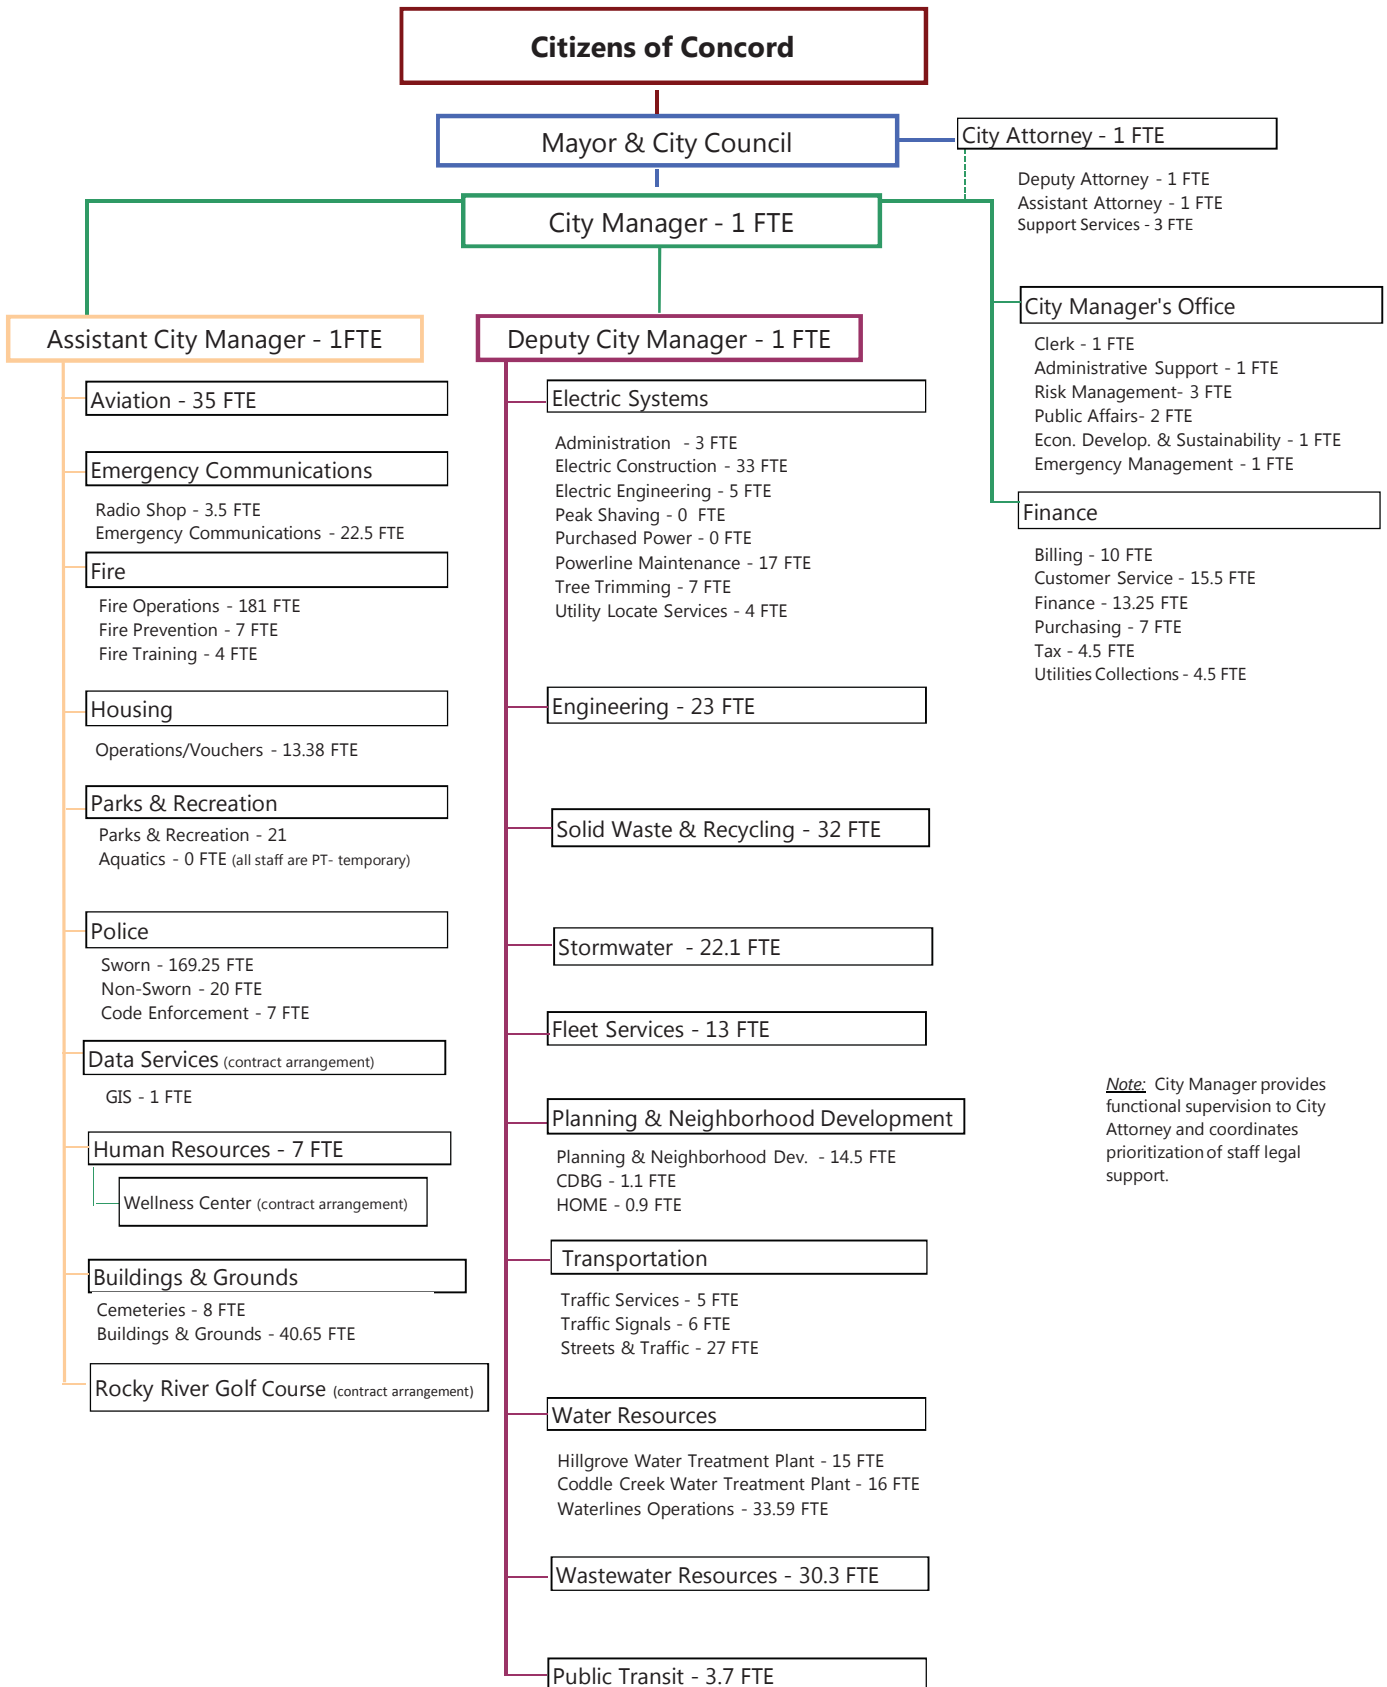 Citizens of Concord
Mayor & City Council
City Attorney - 1 FTE
Deputy Attorney - 1 FTE
Assistant Attorney - 1 FTE
Support Services - 3 FTE
City Manager - 1 FTE
Assistant City Manager - 1FTE
Aviation - 35 FTE
Emergency Communications
Radio Shop - 3.5 FTE
Emergency Communications - 22.5 FTE
Fire
Fire Operations - 181 FTE
Fire Prevention - 7 FTE
Fire Training - 4 FTE
Housing
Operations/Vouchers - 13.38 FTE
Parks & Recreation
Parks & Recreation - 21
Aquatics - 0 FTE (all staff are PT- temporary)
Police
Sworn - 169.25 FTE
Non-Sworn - 20 FTE
Code Enforcement - 7 FTE
Data Services (contract arrangement)
GIS - 1 FTE
Human Resources - 7 FTE
Wellness Center (contract arrangement)
Buildings & Grounds
Cemeteries - 8 FTE
Buildings & Grounds - 40.65 FTE
Rocky River Golf Course (contract arrangement)
Deputy City Manager - 1 FTE
Electric Systems
Administration - 3 FTE
Electric Construction - 33 FTE
Electric Engineering - 5 FTE
Peak Shaving - 0 FTE
Purchased Power - 0 FTE
Powerline Maintenance - 17 FTE
Tree Trimming - 7 FTE
Utility Locate Services - 4 FTE
Engineering - 23 FTE
Solid Waste & Recycling - 32 FTE
Stormwater - 22.1 FTE
Fleet Services - 13 FTE
Planning & Neighborhood Development
Planning & Neighborhood Dev. - 14.5 FTE
CDBG - 1.1 FTE
HOME - 0.9 FTE
Transportation
Traffic Services - 5 FTE
Traffic Signals - 6 FTE
Streets & Traffic - 27 FTE
Water Resources
Hillgrove Water Treatment Plant - 15 FTE
Coddle Creek Water Treatment Plant - 16 FTE
Waterlines Operations - 33.59 FTE
Wastewater Resources - 30.3 FTE
Public Transit - 3.7 FTE
City Manager's Office
Clerk - 1 FTE
Administrative Support - 1 FTE
Risk Management- 3 FTE
Public Affairs- 2 FTE
Econ. Develop. & Sustainability - 1 FTE
Emergency Management - 1 FTE
Finance
Billing - 10 FTE
Customer Service - 15.5 FTE
Finance - 13.25 FTE
Purchasing - 7 FTE
Tax - 4.5 FTE
Utilities Collections - 4.5 FTE
Note: City Manager provides
functional supervision to City
Attorney and coordinates
prioritization of staff legal
support.